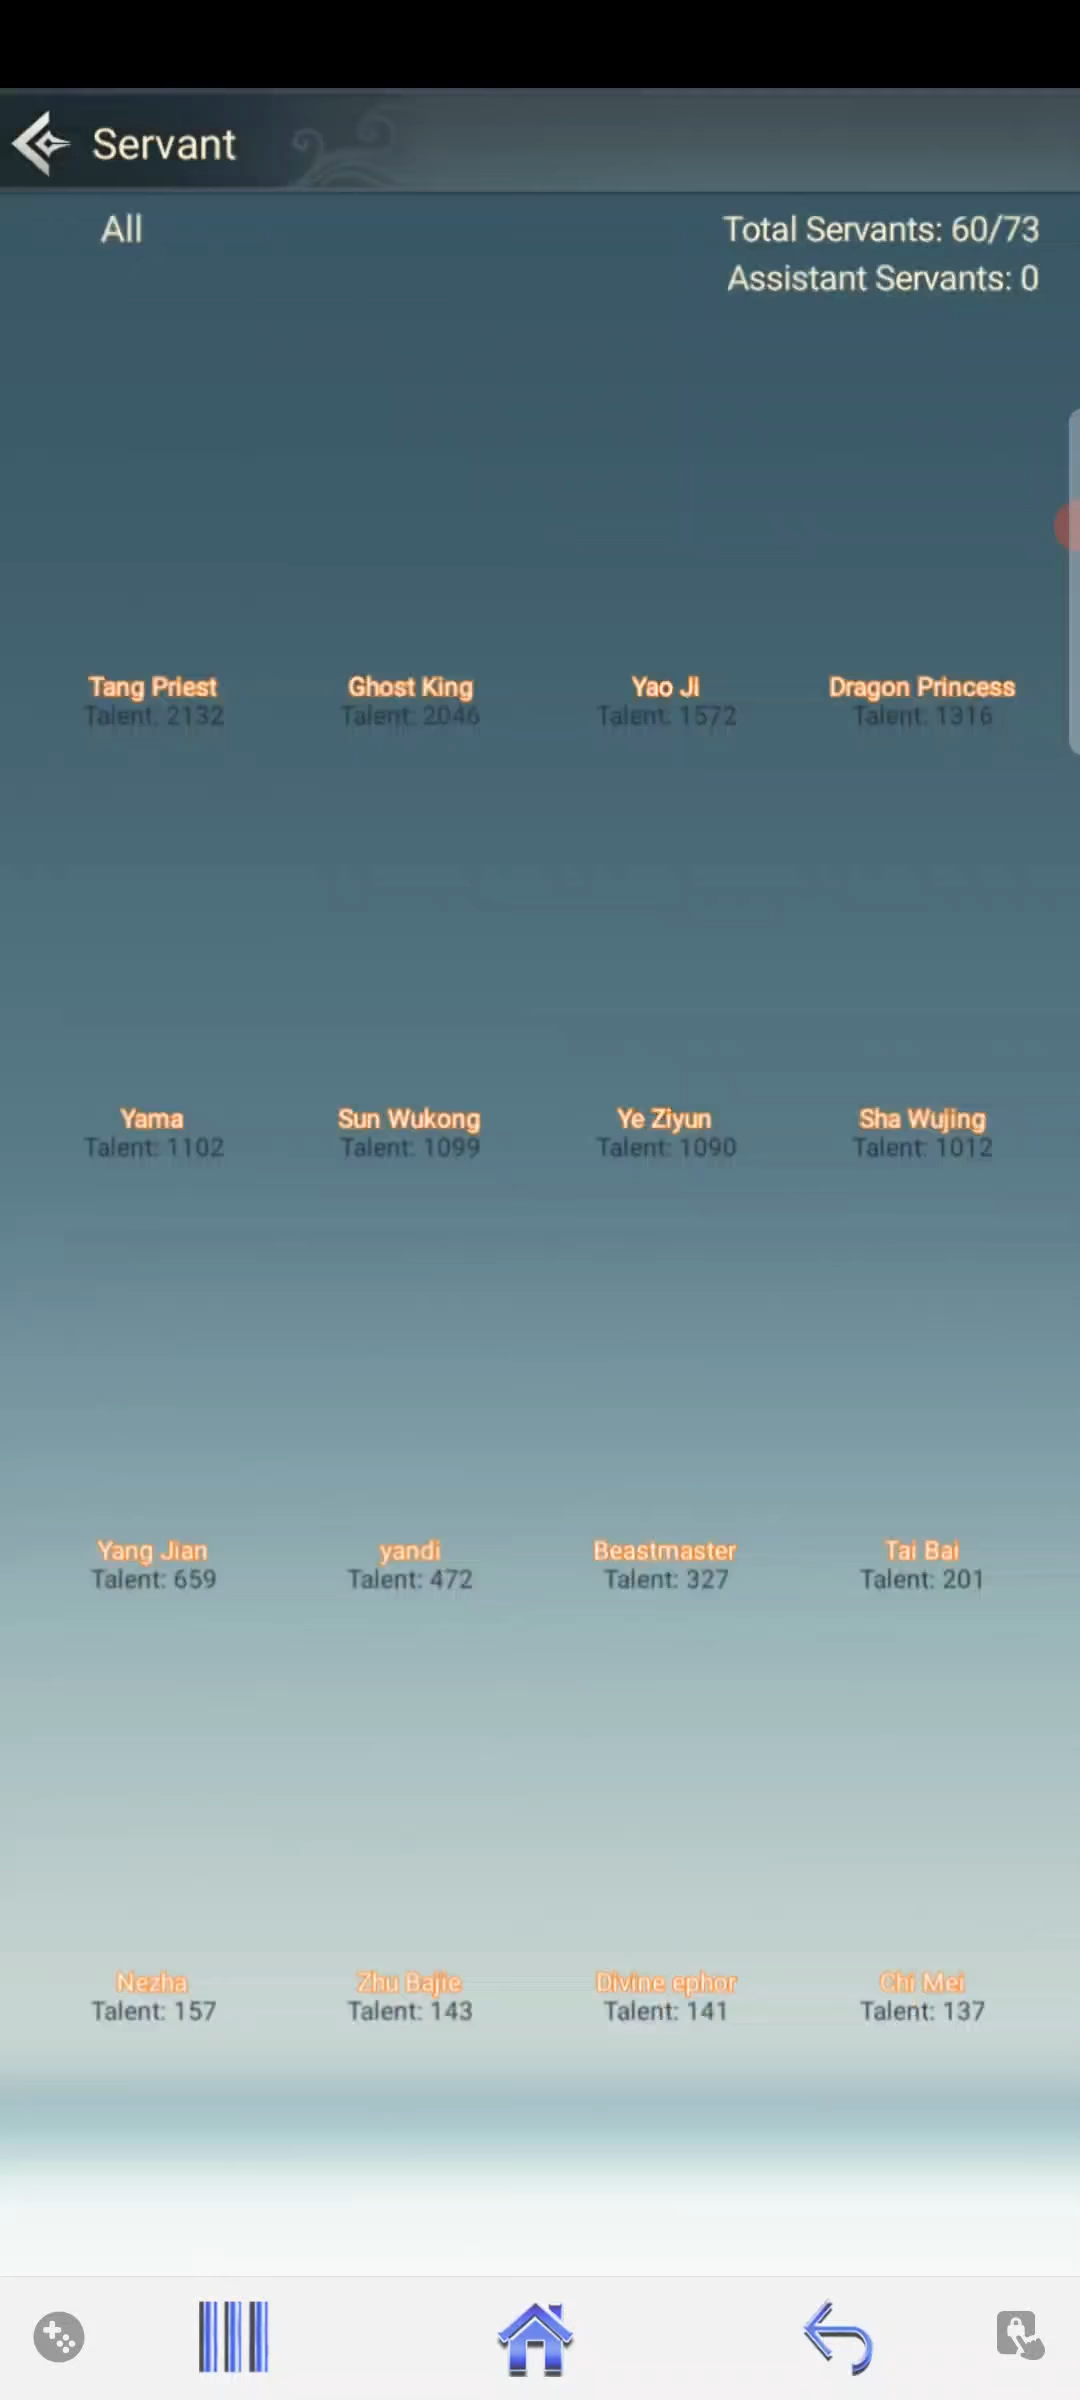 Servant
All
Total Servants: 60/73
Assistant Servants: 0
Tang Priest
Ghost King
Yao JI
Dragon Princess
Talent: 2132
Talent: 2046
Talent: 1572
Talent: 1316
Yama
Sun Wukong
Ye Ziyun
Sha Wujing
Talent: 1102
Talent: 1099
Talent: 1090
Talent: 1012
Yang Jian
yandi
Beastmaster
Tai Bai
Talent: 659
Talent: 472
Talent: 327
Talent: 201
Nezha
Zhu Bajie
Divine ephor
Chi Mei
Talent: 157
Talent: 143
Talent: 141
Talent: 137